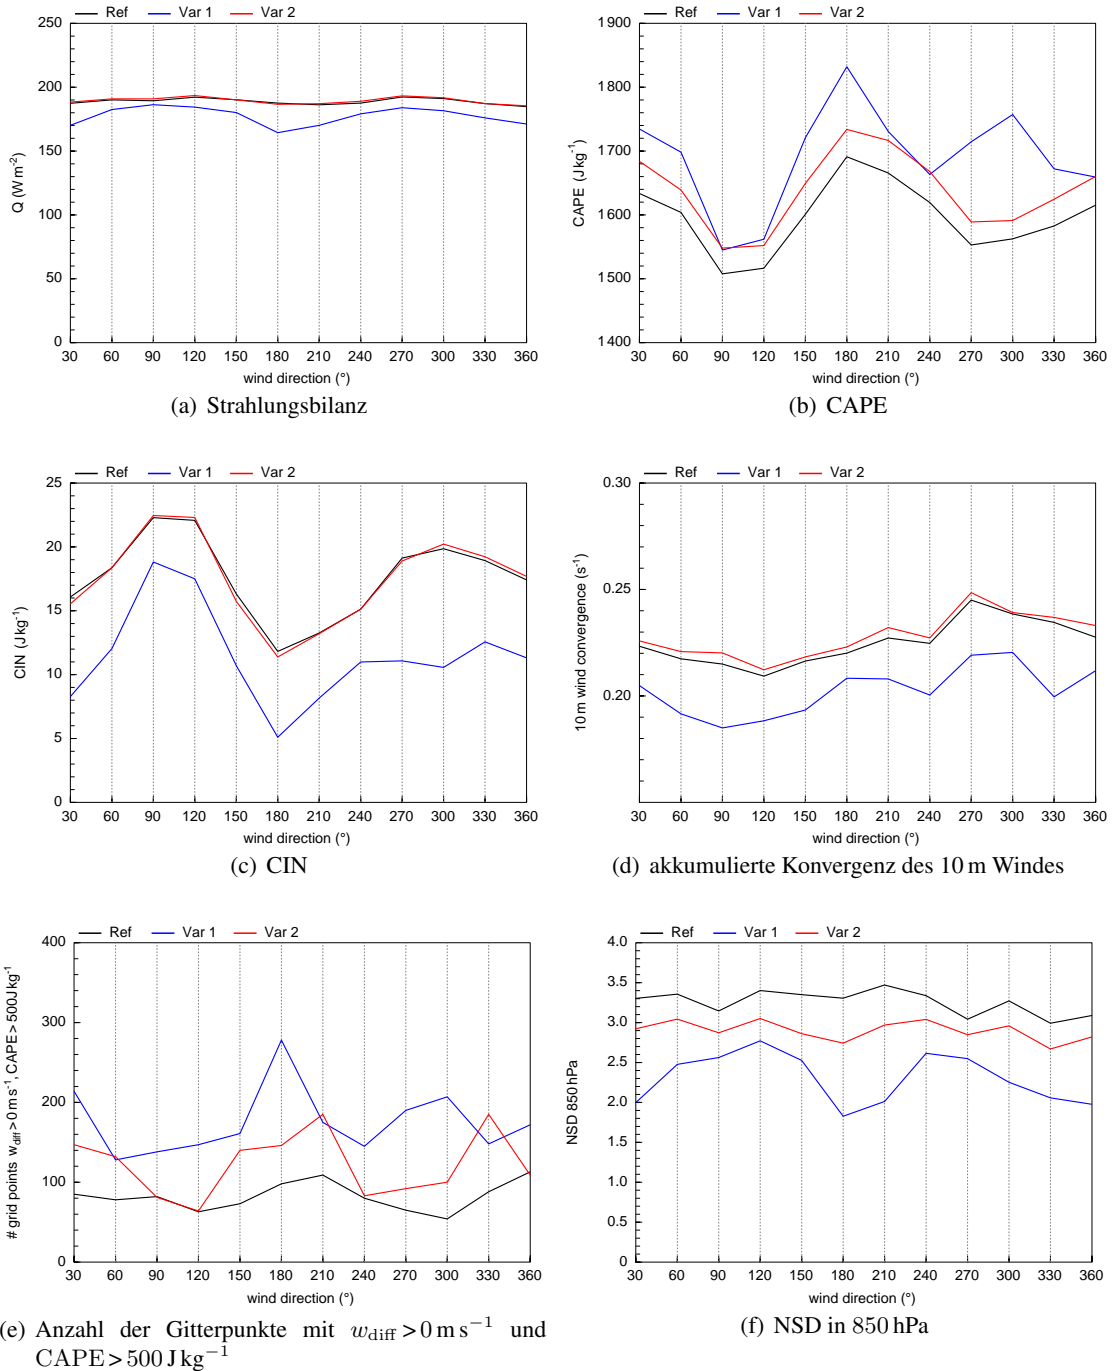 Ref Var 1 Var 2
250
200
150
100
50
0
Q (W m-2)
30 60 90 120 150 180 210 240 270 300 330 360
wind direction (°)
(a) Strahlungsbilanz
Ref Var 1 Var 2
1900
1800
1700
1600
1500
1400
CAPE (J kg-1)
30 60 90 120 150 180 210 240 270 300 330 360
wind direction (°)
(b) CAPE
Ref Var 1 Var 2
25
20
15
10
5
0
CIN (J kg-1)
30 60 90 120 150 180 210 240 270 300 330 360
wind direction (°)
(c) CIN
Ref Var 1 Var 2
0.30
0.25
0.20
10 m wind convergence (s-1)
30 60 90 120 150 180 210 240 270 300 330 360
wind direction (°)
(d) akkumulierte Konvergenz des 10 m Windes
Ref Var 1 Var 2
400
300
200
100
0
# grid points wdiff > 0 m s-1, CAPE > 500J kg-1
30 60 90 120 150 180 210 240 270 300 330 360
wind direction (°)
(e) Anzahl der Gitterpunkte mit wdiff > 0 m s−1 und
CAPE > 500 J kg−1
Ref Var 1 Var 2
4.0
3.5
3.0
2.5
2.0
1.5
1.0
0.5
0
NSD 850 hPa
30 60 90 120 150 180 210 240 270 300 330 360
wind direction (°)
(f) NSD in 850 hPa